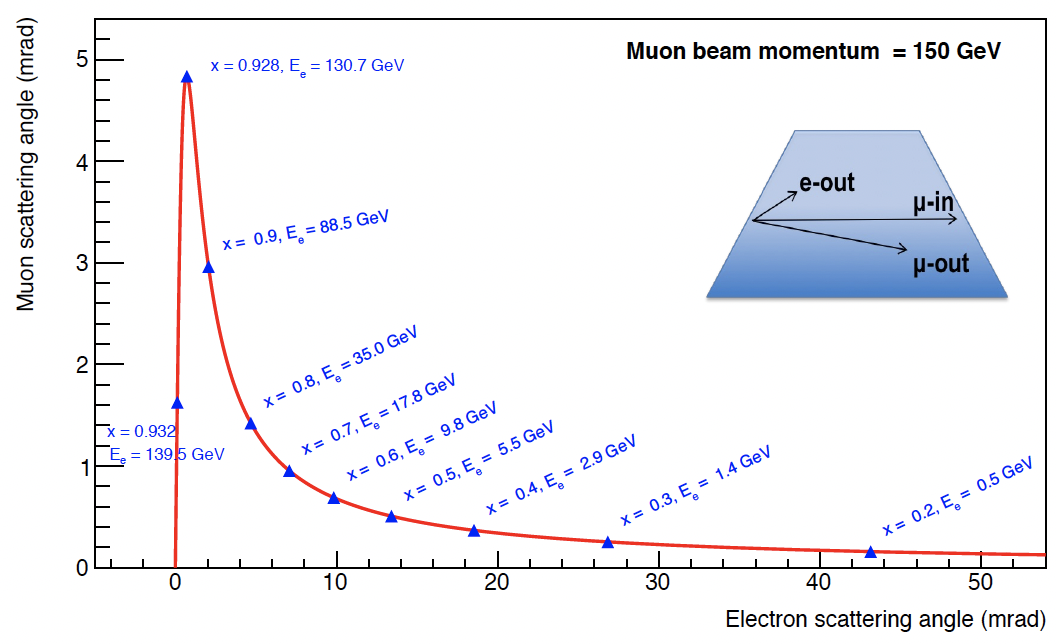 Muon scattering angle (mrad)
5
4
3
2
1
0
Muon beam momentum = 150 GeV
x = 0.928, Ee = 130.7 GeV
x = 0.9, Ee = 88.5 GeV
x = 0.8, Ee = 35.0 GeV
x = 0.7, Ee = 17.8 GeV
x = 0.6, Ee = 9.8 GeV
x = 0.5, Ee = 5.5 GeV
x = 0.4, Ee = 2.9 GeV
x = 0.3, Ee = 1.4 GeV
x = 0.2, Ee = 0.5 GeV
x = 0.932
Ee = 139.5 GeV
e-out
μ-in
μ-out
0 10 20 30 40 50
Electron scattering angle (mrad)